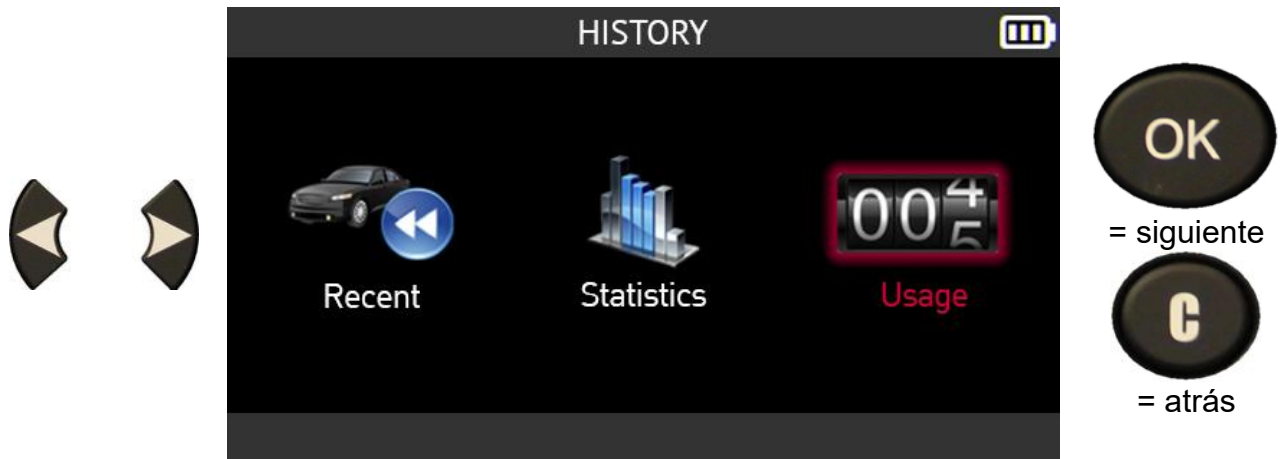 HISTORY
OK
= siguiente
Recent
Statistics
Usage
C
= atrás